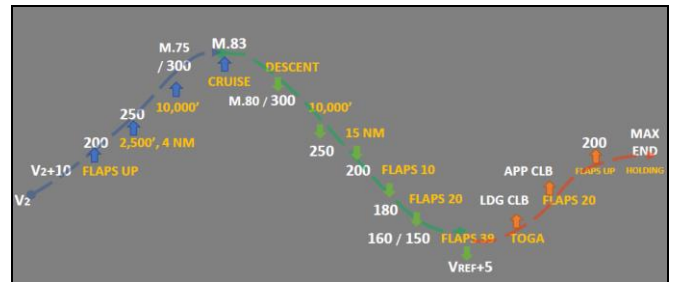 M.75
/ 300
M.83
CRUISE
DESCENT
M.80 / 300
250
10,000’
10,000’
250
15 NM
200
2,500’, 4 NM
200
FLAPS 10
200
MAX
END
V2+10
FLAPS UP
APP CLB
FLAPS UP
HOLDING
V2
FLAPS 20
180
LDG CLB
FLAPS 20
160 / 150
FLAPS 39
TOGA
VREF+5